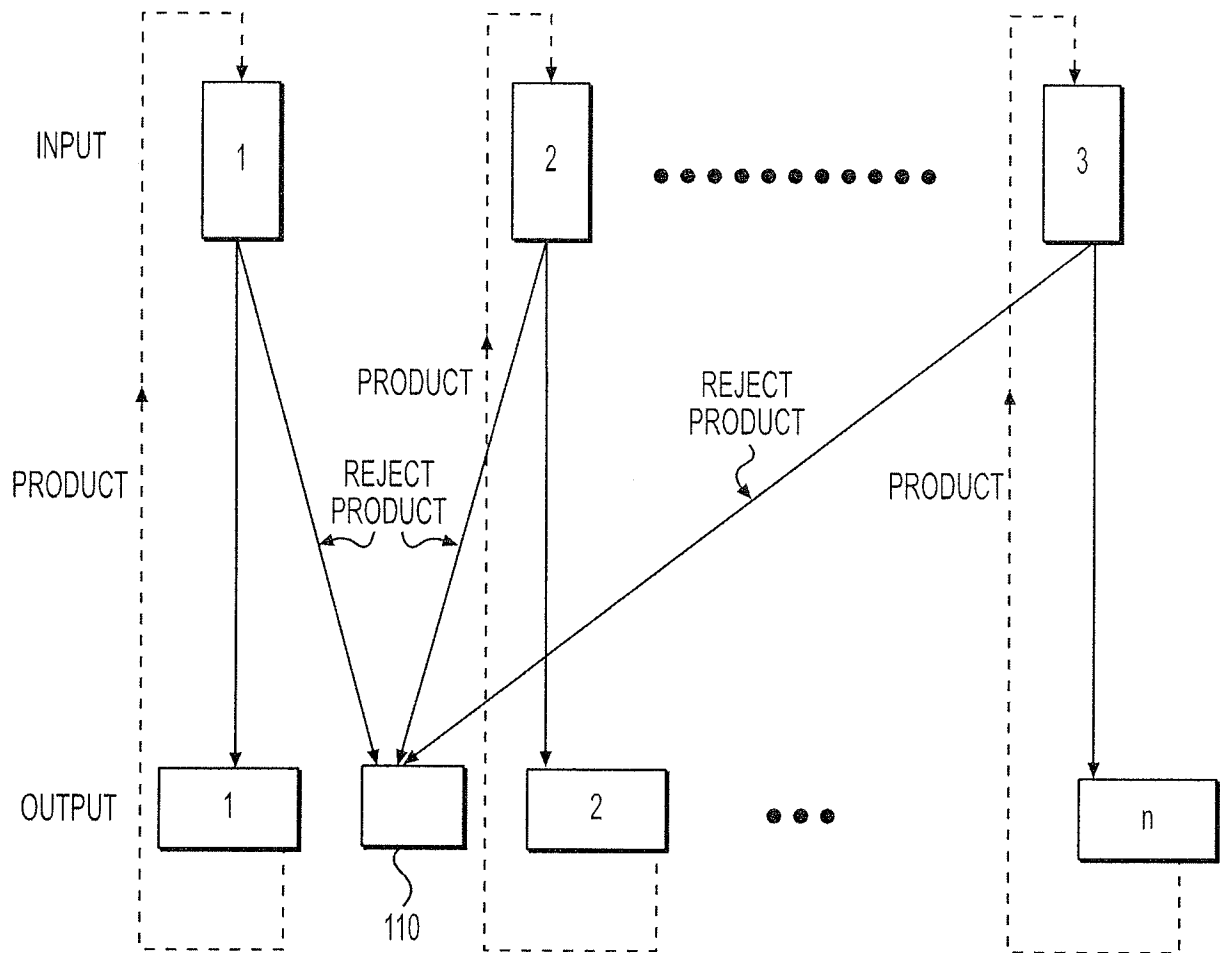 INPUT
1
2
3
PRODUCT
REJECT
PRODUCT
REJECT
PRODUCT
PRODUCT
PRODUCT
OUTPUT
1
2
n
110